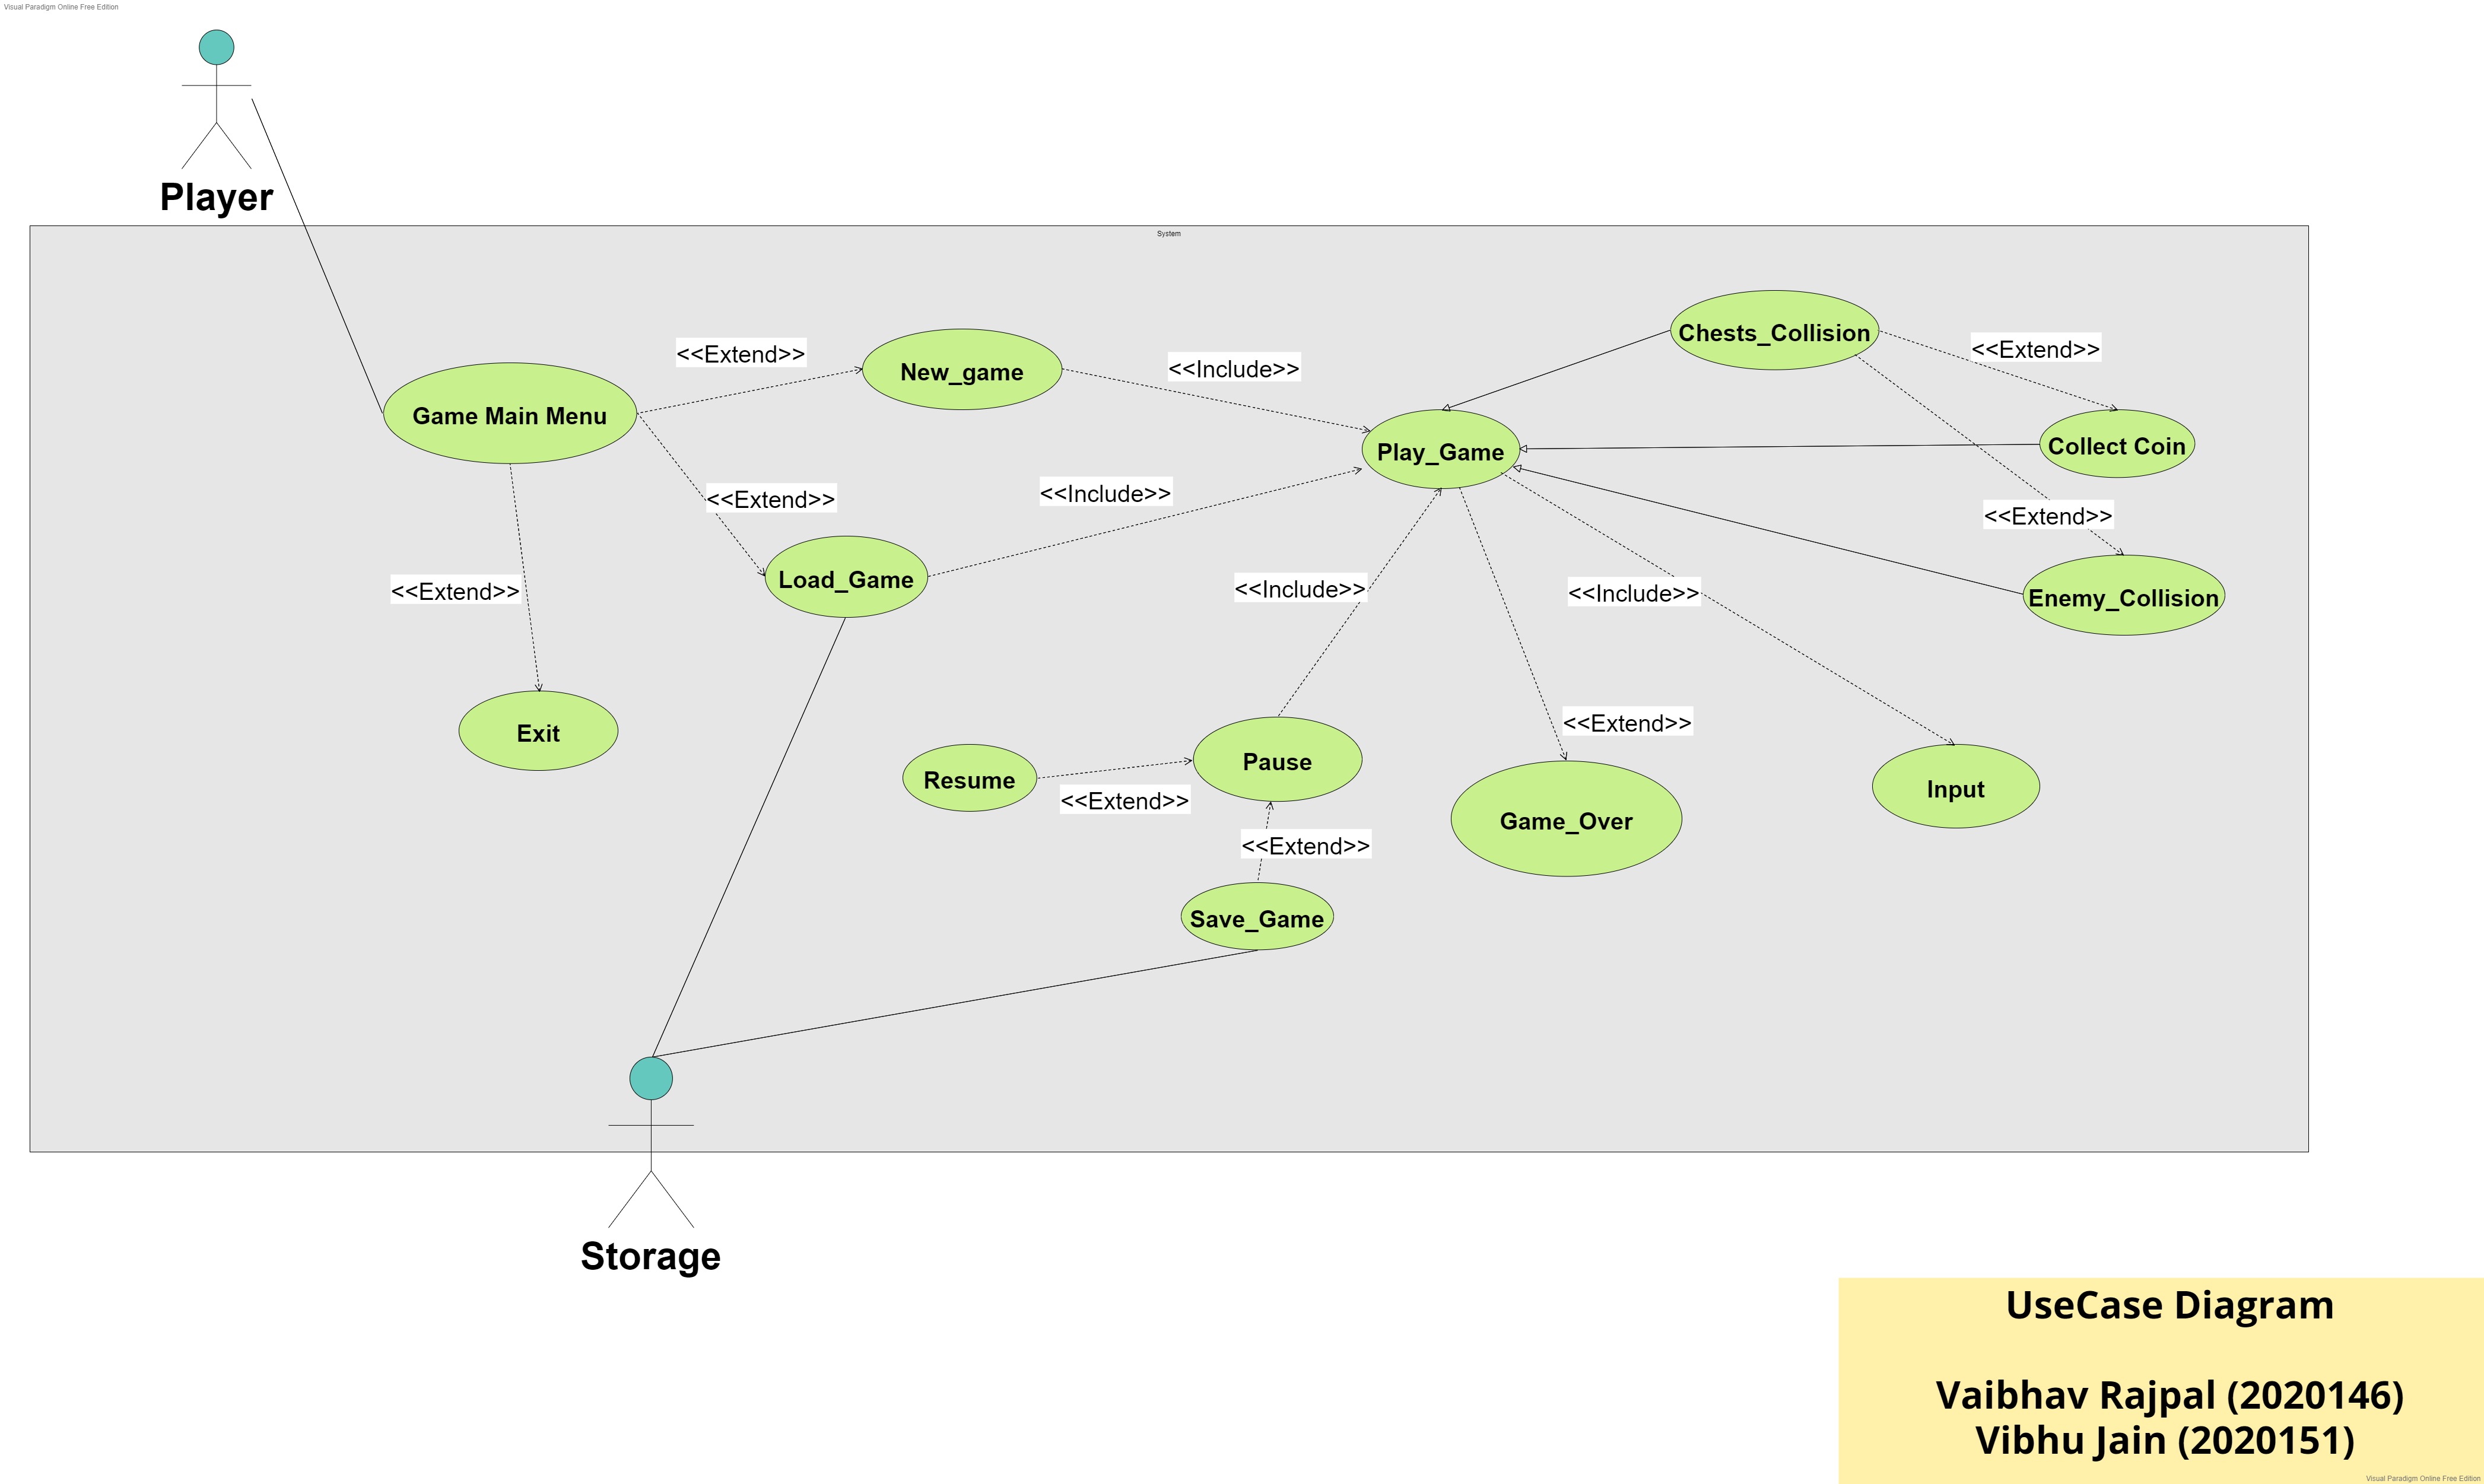 Visual Paradigm Online Free Edition
Player
System
Chests_Collision
<<Extend>>
<<Extend>>
New_game
<<Include>>
Game Main Menu
Play_Game
Collect Coin
<<Extend>>
<<Include>>
<<Extend>>
Load_Game
<<Extend>>
<<Include>>
<<Include>>
Enemy_Collision
Exit
<<Extend>>
Resume
Pause
<<Extend>>
Input
Game_Over
<<Extend>>
Save_Game
Storage
UseCase Diagram
Vaibhav Rajpal (2020146)
Vibhu Jain (2020151)
Visual Paradigm Online Free Edition